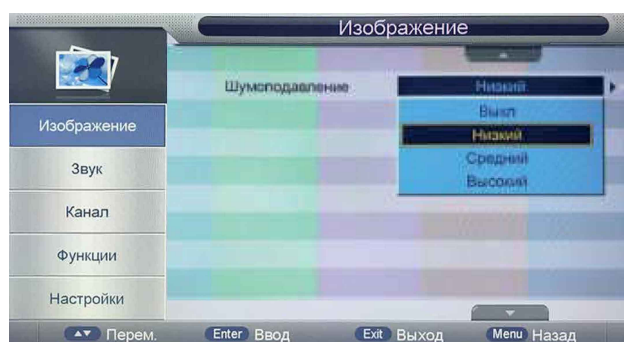 Изображение
Шумоподавление Низкий
Выкл
Низкий
Средний
Высокий
Изображение
Звук
Канал
Функции
Настройки
Перем. Enter Ввод Exit Выход Menu Назад